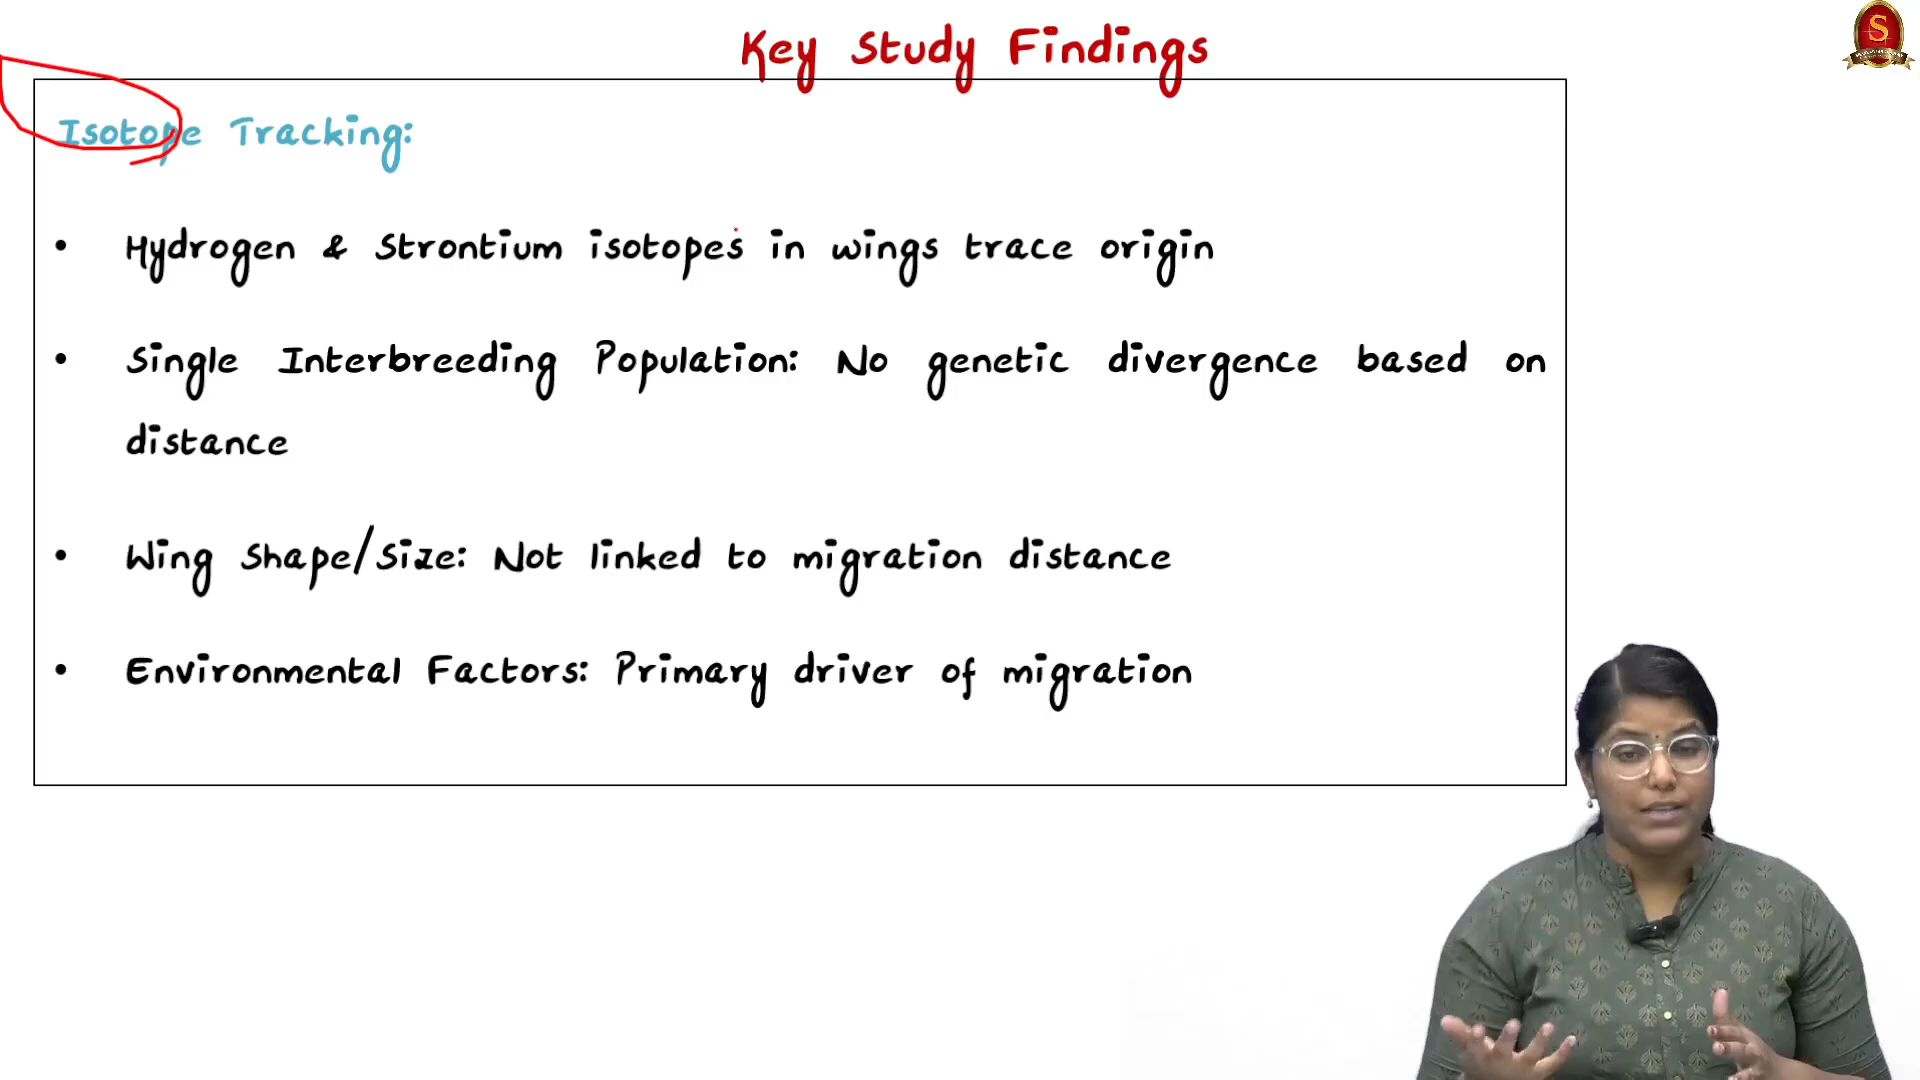 Key Study Findings
S
Isotope Tracking:
• Hydrogen & Strontium isotopes in wings trace origin
• Single Interbreeding Population: No genetic divergence based on
distance
• Wing Shape/Size: Not linked to migration distance
• Environmental Factors: Primary driver of migration